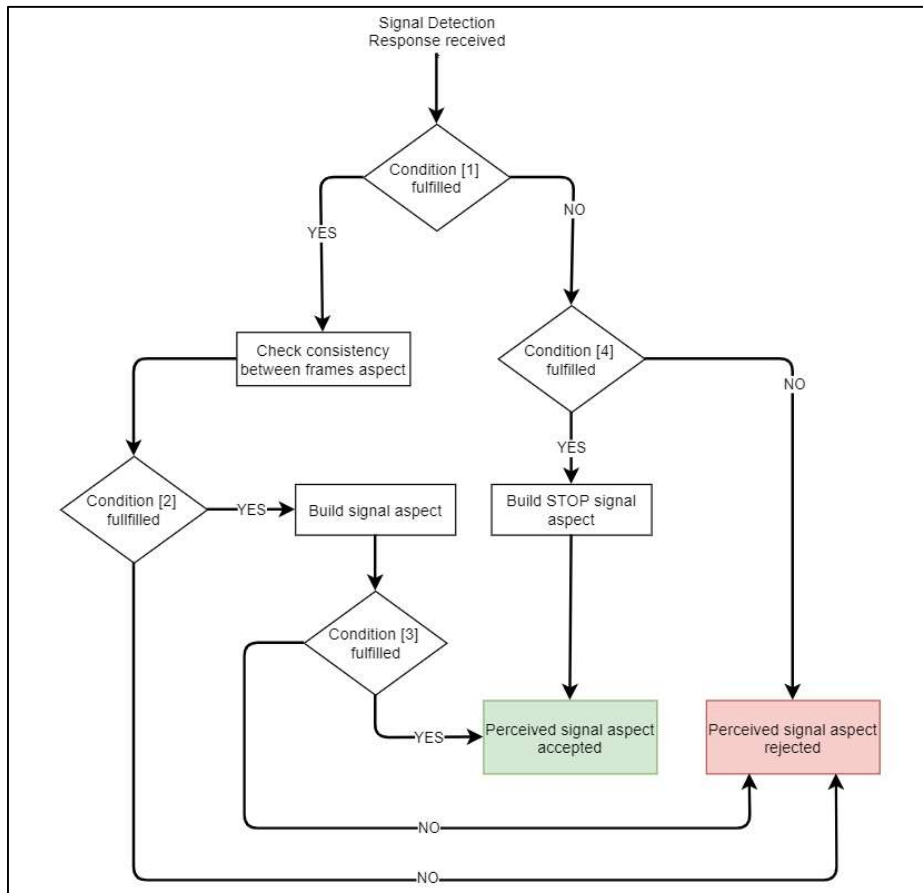 Signal Detection
Response received
Condition [1]
fulfilled
YES
NO
Check consistency
between frames aspect
Condition [4]
fulfilled
NO
YES
Condition [2]
fullfilled
YES
Build signal aspect
Build STOP signal
aspect
Condition [3]
fulfilled
YES
Perceived signal aspect
accepted
Perceived signal aspect
rejected
NO
NO